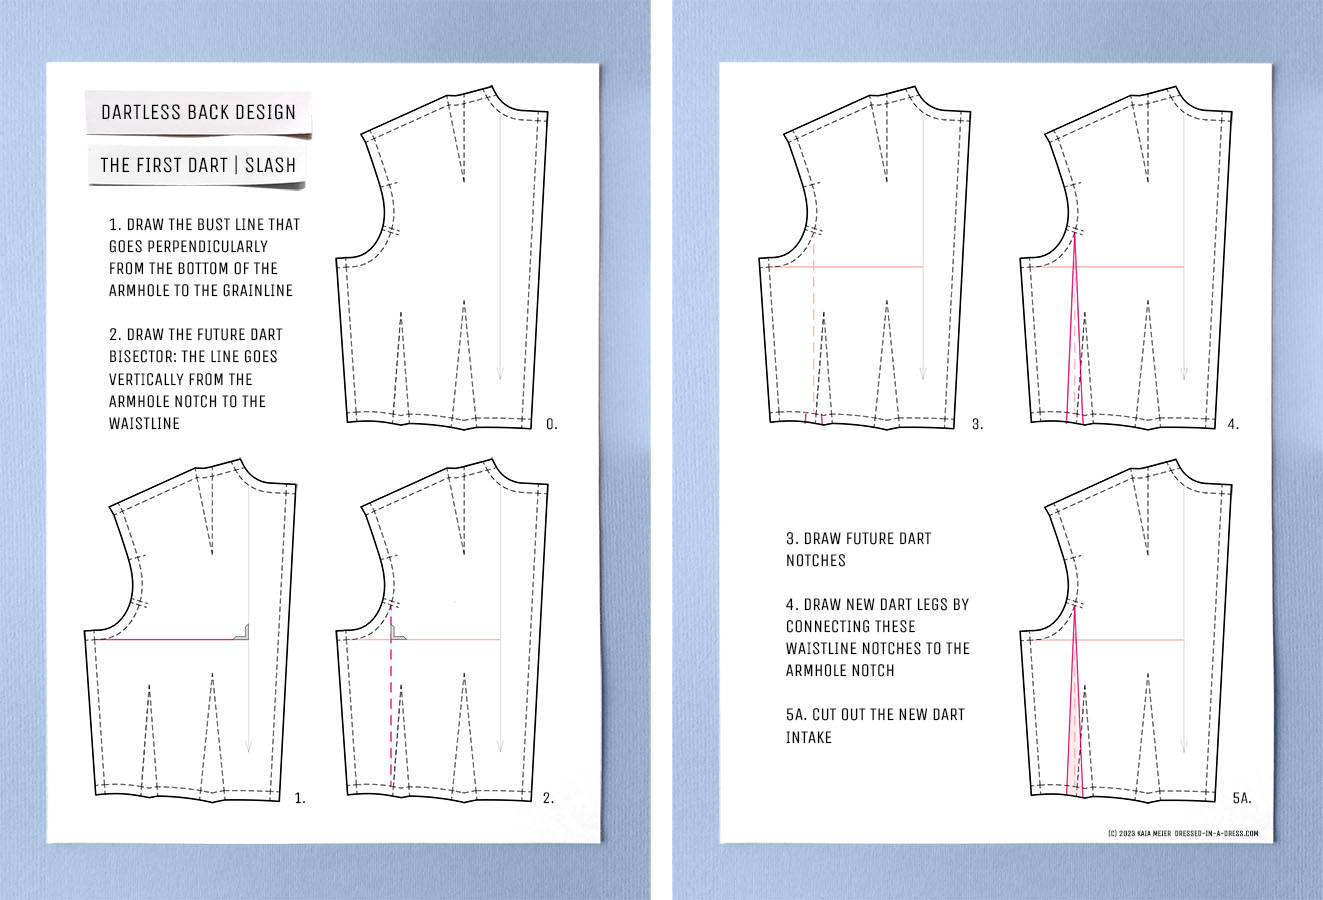 DARTLESS BACK DESIGN
THE FIRST DART | SLASH
1. DRAW THE BUST LINE THAT
GOES PERPENDICULARLY
FROM THE BOTTOM OF THE
ARMHOLE TO THE GRAINLINE
2. DRAW THE FUTURE DART
BISECTOR: THE LINE GOES
VERTICALLY FROM THE
ARMHOLE NOTCH TO THE
WAISTLINE
0.
1.
2.
3.
4.
3. DRAW FUTURE DART
NOTCHES
4. DRAW NEW DART LEGS BY
CONNECTING THESE
WAISTLINE NOTCHES TO THE
ARMHOLE NOTCH
5A. CUT OUT THE NEW DART
INTAKE
5A.
(C) 2023 KAIA MEIER DRESSED-IN-A-DRESS.COM